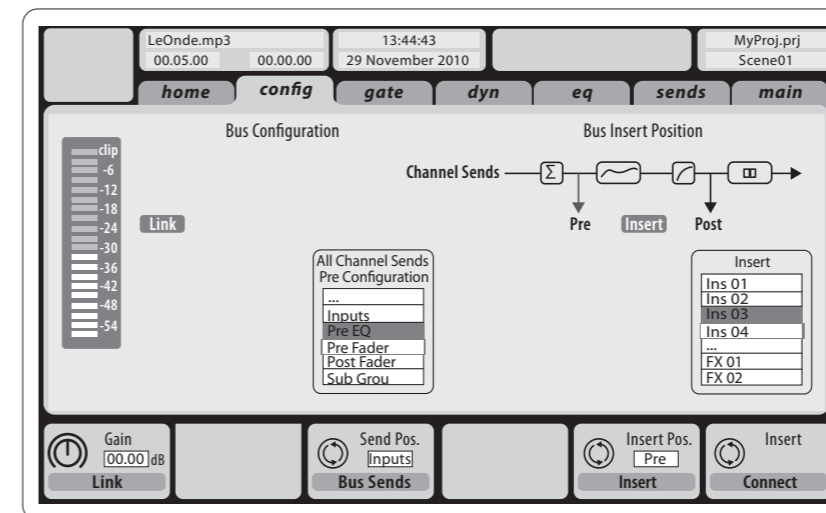 LeOnde.mp3
00.05.00 00.00.00
13:44:43
29 November 2010
MyProj.prj
Scene01
home config gate dyn eq sends main
Bus Configuration
Bus Insert Position
clip
-6
-12
-18
-24
-30
-36
-42
-48
-54
Link
Channel Sends
Σ
Pre Insert Post
All Channel Sends
Pre Configuration
...
Inputs
Pre EQ
Pre Fader
Post Fader
Sub Grou
Insert
Ins 01
Ins 02
Ins 03
Ins 04
...
FX 01
FX 02
Gain
00.00 dB
Link
Send Pos.
Inputs
Bus Sends
Insert Pos.
Pre
Insert
Insert
Connect